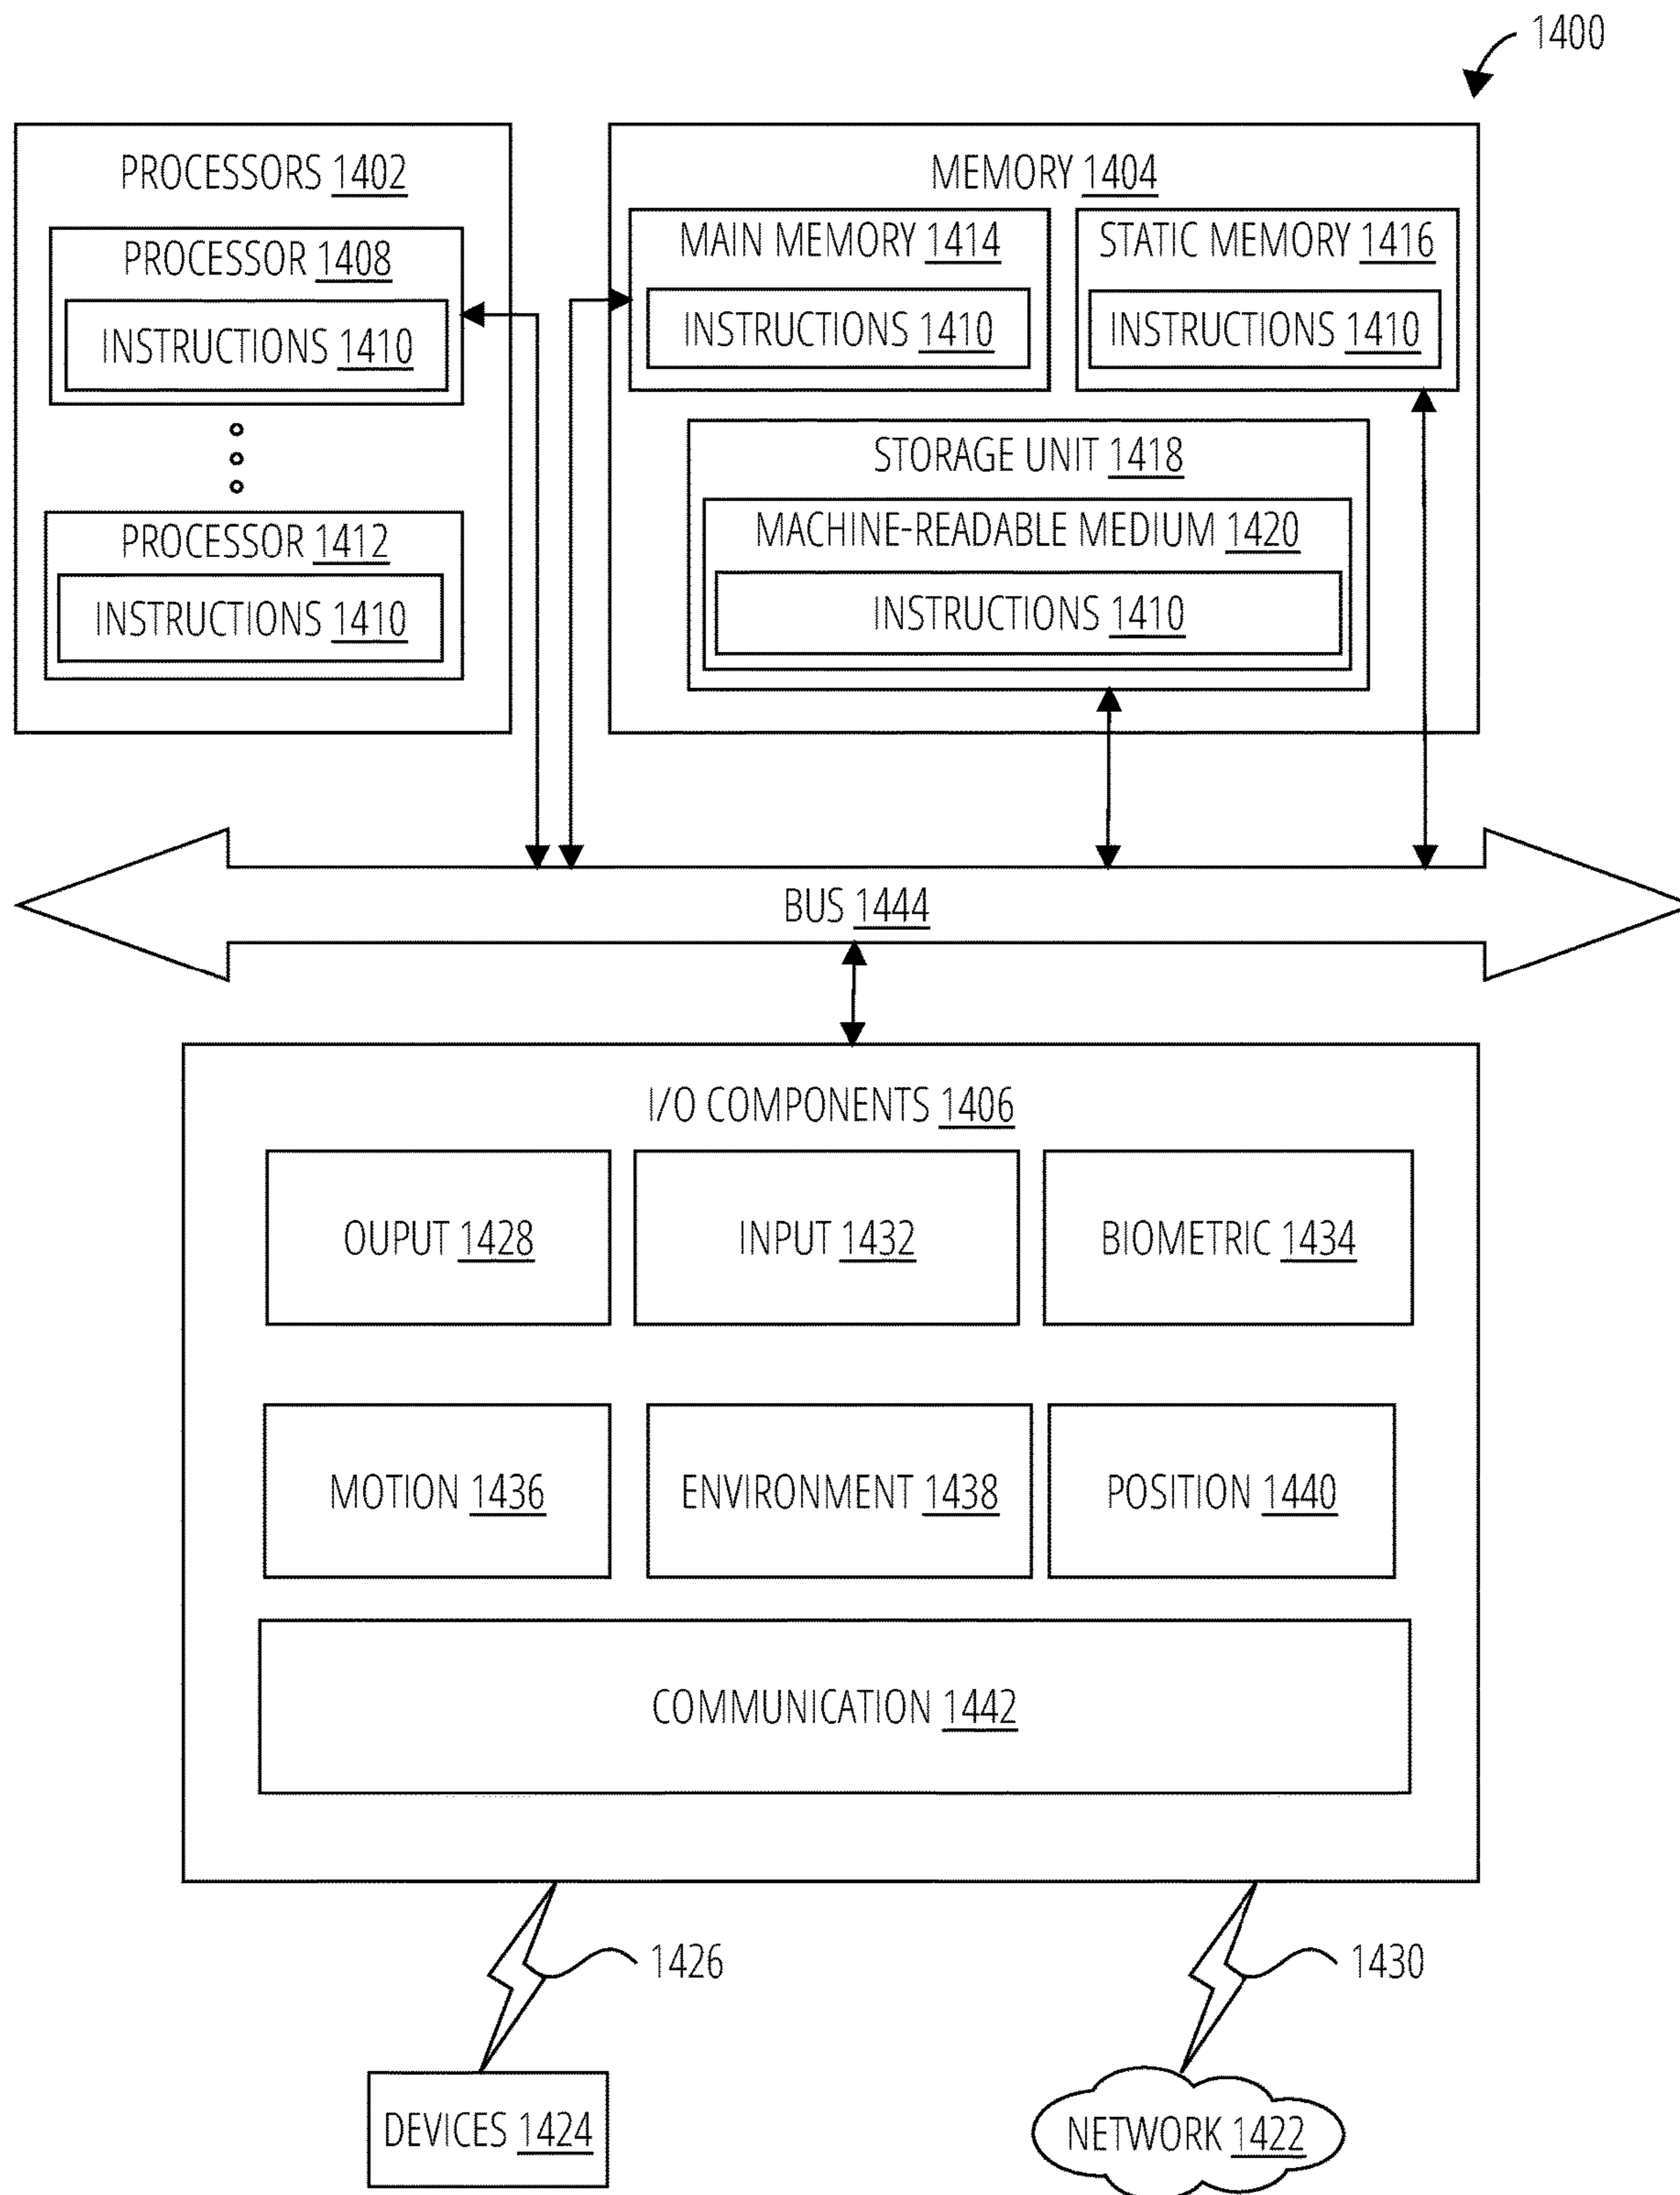 1400
PROCESSORS 1402
PROCESSOR 1408
INSTRUCTIONS 1410
PROCESSOR 1412
INSTRUCTIONS 1410
MEMORY 1404
MAIN MEMORY 1414
INSTRUCTIONS 1410
STATIC MEMORY 1416
INSTRUCTIONS 1410
STORAGE UNIT 1418
MACHINE-READABLE MEDIUM 1420
INSTRUCTIONS 1410
BUS 1444
I/O COMPONENTS 1406
OUPUT 1428
INPUT 1432
BIOMETRIC 1434
MOTION 1436
ENVIRONMENT 1438
POSITION 1440
COMMUNICATION 1442
1426
1430
DEVICES 1424
NETWORK 1422